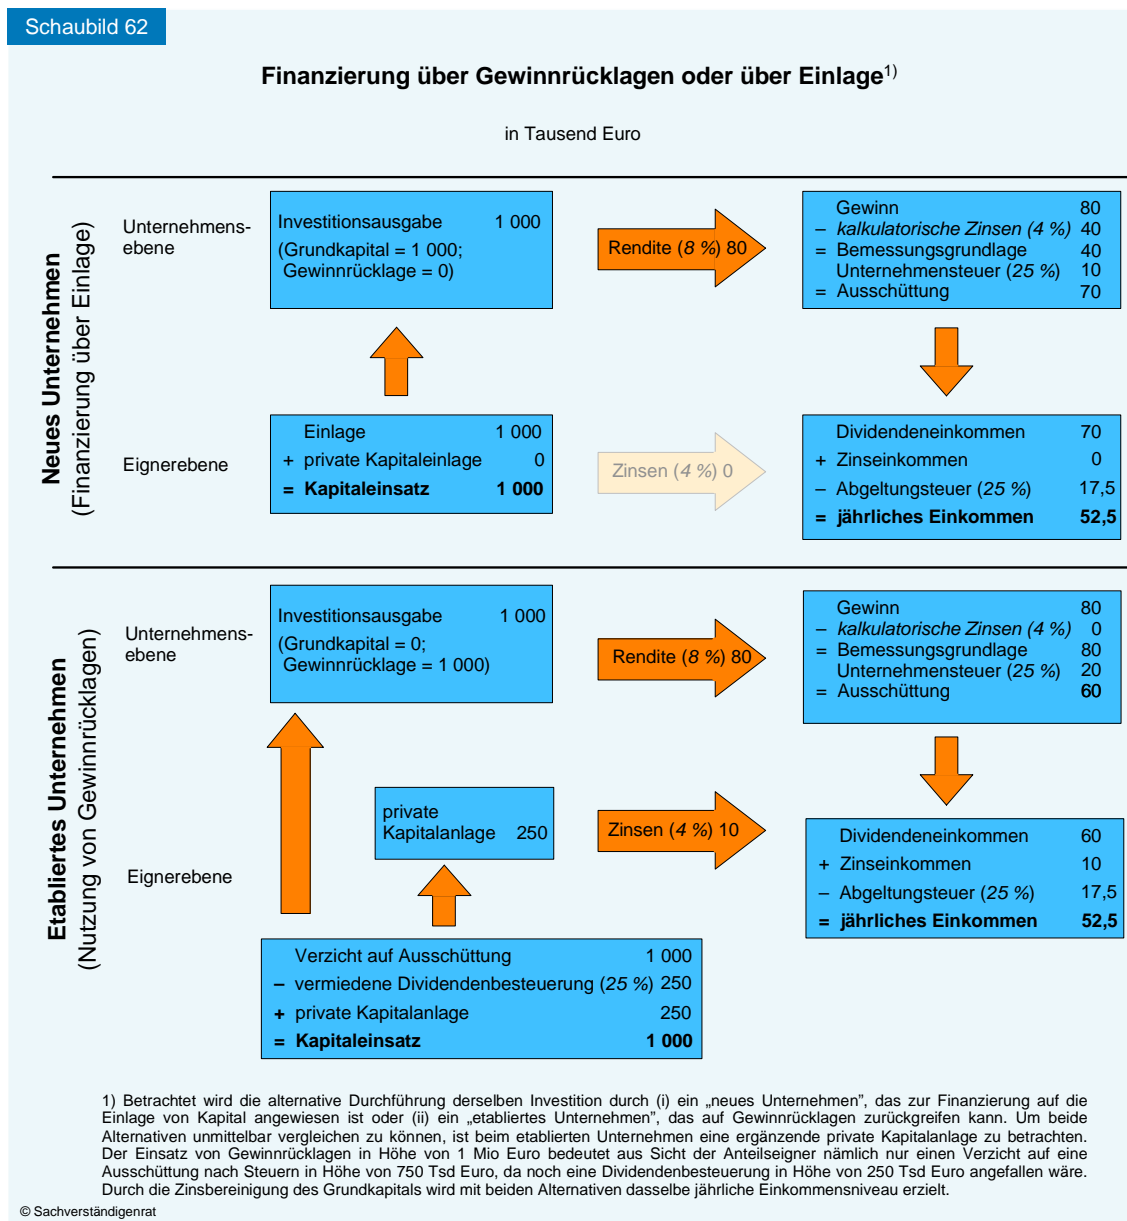 Schaubild 62
Finanzierung über Gewinnrücklagen oder über Einlage1)
in Tausend Euro
Neues Unternehmen
(Finanzierung über Einlage)
Unternehmens-
ebene
Investitionsausgabe 1 000
(Grundkapital = 1 000;
Gewinnrücklage = 0)
Rendite (8 %) 80
Gewinn 80
– kalkulatorische Zinsen (4 %) 40
= Bemessungsgrundlage 40
Unternehmensteuer (25 %) 10
= Ausschüttung 70
Eignerebene
Einlage 1 000
+ private Kapitaleinlage 0
= Kapitaleinsatz 1 000
Zinsen (4 %) 0
Dividendeneinkommen 70
+ Zinseinkommen 0
– Abgeltungsteuer (25 %) 17,5
= jährliches Einkommen 52,5
Etabliertes Unternehmen
(Nutzung von Gewinnrücklagen)
Unternehmens-
ebene
Investitionsausgabe 1 000
(Grundkapital = 0;
Gewinnrücklage = 1 000)
Rendite (8 %) 80
Gewinn 80
– kalkulatorische Zinsen (4 %) 0
= Bemessungsgrundlage 80
Unternehmensteuer (25 %) 20
= Ausschüttung 60
Eignerebene
private
Kapitalanlage 250
Zinsen (4 %) 10
Dividendeneinkommen 60
+ Zinseinkommen 10
– Abgeltungsteuer (25 %) 17,5
= jährliches Einkommen 52,5
Verzicht auf Ausschüttung 1 000
– vermiedene Dividendenbesteuerung (25 %) 250
+ private Kapitalanlage 250
= Kapitaleinsatz 1 000
1) Betrachtet wird die alternative Durchführung derselben Investition durch (i) ein „neues Unternehmen”, das zur Finanzierung auf die
Einlage von Kapital angewiesen ist oder (ii) ein „etabliertes Unternehmen”, das auf Gewinnrücklagen zurückgreifen kann. Um beide
Alternativen unmittelbar vergleichen zu können, ist beim etablierten Unternehmen eine ergänzende private Kapitalanlage zu betrachten.
Der Einsatz von Gewinnrücklagen in Höhe von 1 Mio Euro bedeutet aus Sicht der Anteilseigner nämlich nur einen Verzicht auf eine
Ausschüttung nach Steuern in Höhe von 750 Tsd Euro, da noch eine Dividendenbesteuerung in Höhe von 250 Tsd Euro angefallen wäre.
Durch die Zinsbereinigung des Grundkapitals wird mit beiden Alternativen dasselbe jährliche Einkommensniveau erzielt.
© Sachverständigenrat